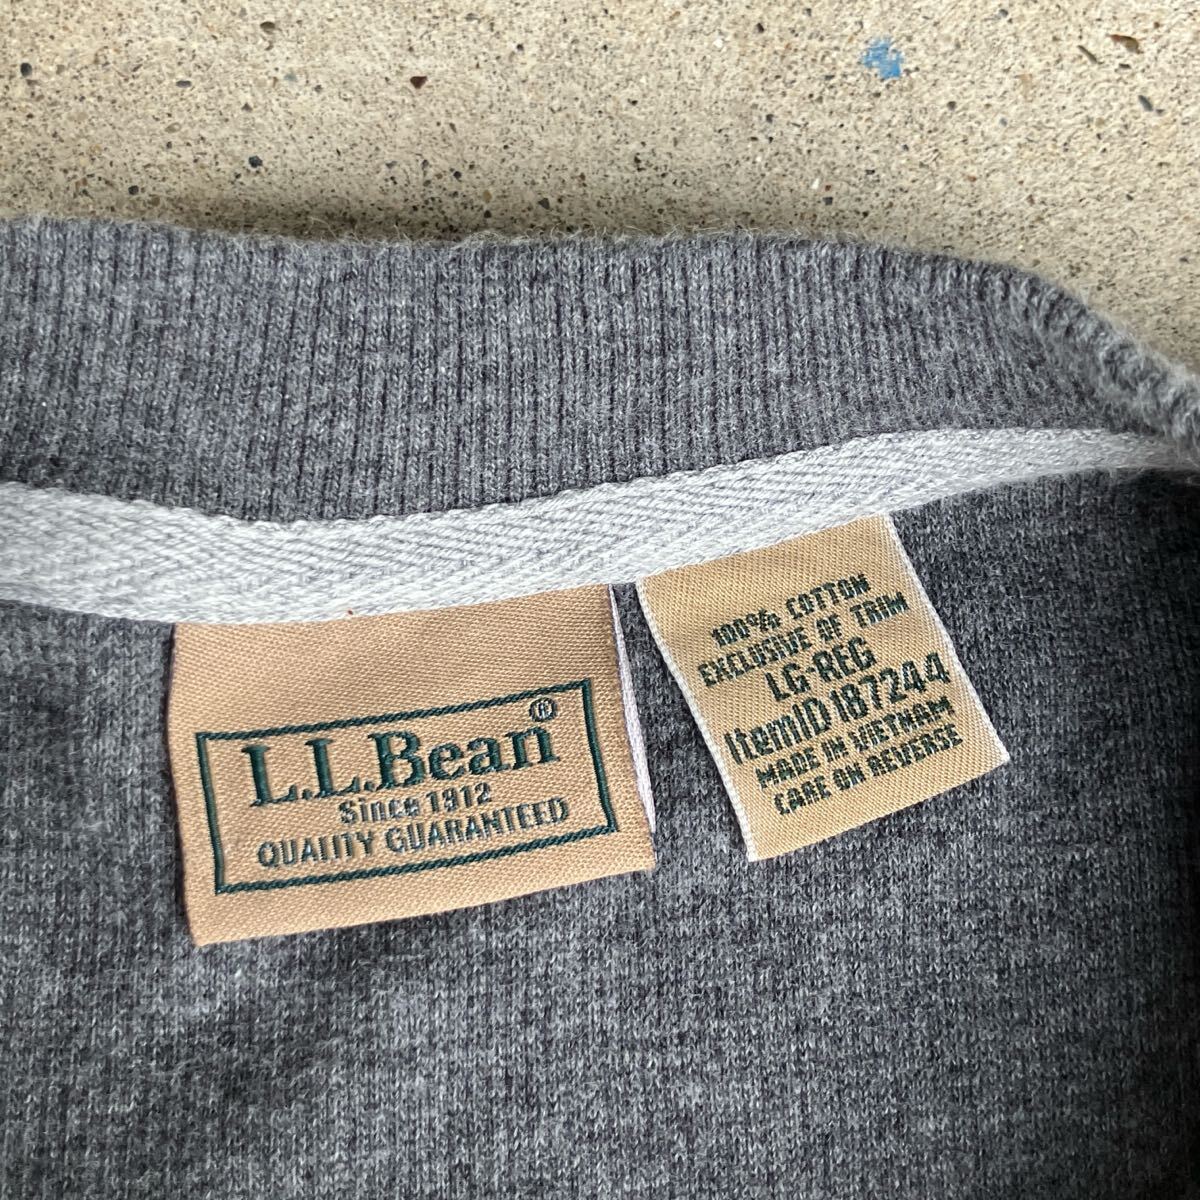 L.L.Bean®
Since 1912
QUALITY GUARANTEED
100% COTTON
EXCLUSIVE OF TRIM
LG-REG
ItemID 187244
MADE IN VIETNAM
CARE ON REVERSE